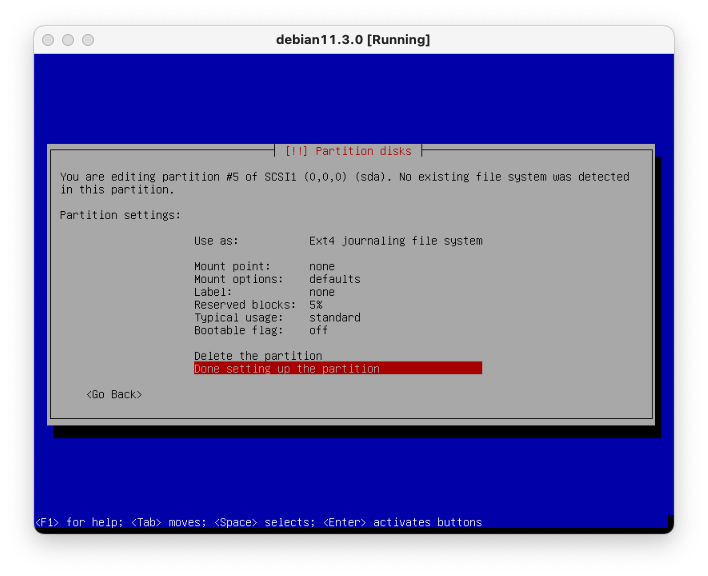 debian11.3.0 [Running]
[!!] Partition disks
You are editing partition #5 of SCSI1 (0,0,0) (sda). No existing file system was detected
in this partition.
Partition settings:
Use as: Ext4 journaling file system
Mount point: none
Mount options: defaults
Label: none
Reserved blocks: 5%
Typical usage: standard
Bootable flag: off
Delete the partition
Done setting up the partition
<Go Back>
<F1> for help; <Tab> moves; <Space> selects; <Enter> activates buttons